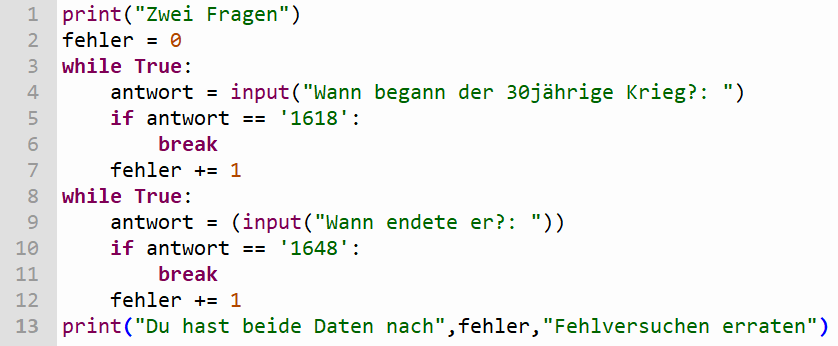 1 print("Zwei Fragen")
2 fehler = 0
3 while True:
4     antwort = input("Wann begann der 30jährige Krieg?: ")
5     if antwort == '1618':
6         break
7     fehler += 1
8 while True:
9     antwort = (input("Wann endete er?: "))
10     if antwort == '1648':
11         break
12     fehler += 1
13 print("Du hast beide Daten nach",fehler,"Fehlversuchen erraten")